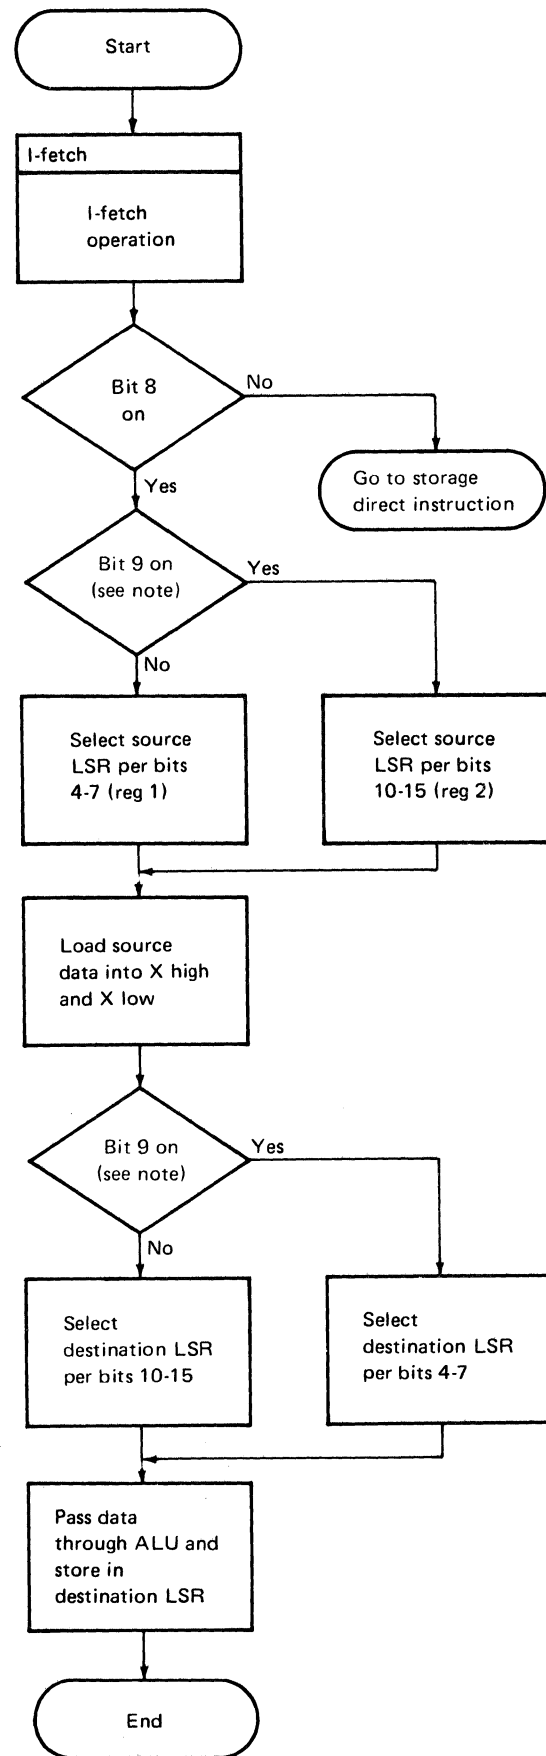 Start
I-fetch
I-fetch
operation
Bit 8
on
No
Go to storage
direct instruction
Yes
Bit 9 on
(see note)
Yes
No
Select source
LSR per bits
4-7 (reg 1)
Select source
LSR per bits
10-15 (reg 2)
Load source
data into X high
and X low
Bit 9 on
(see note)
Yes
No
Select
destination LSR
per bits 10-15
Select
destination LSR
per bits 4-7
Pass data
through ALU and
store in
destination LSR
End